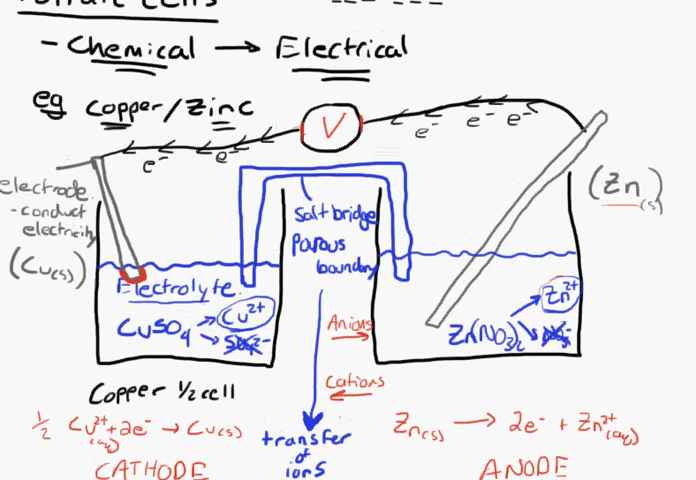 Cells
- Chemical → Electrical
eg Copper/Zinc
V
e⁻ e⁻ e⁻
e⁻ e⁻
electrode
- conduct
electricity
(Cu(s))
(Zn(s))
Salt bridge
Porous
boundary
Electrolyte.
CuSO₄ → Cu²⁺
→ SO₄²⁻
Zn²⁺
Zn(NO₃)₂
Anions
Cations
transfer
of
ions
Copper ½ cell
½ Cu²⁺(aq) + 2e⁻ → Cu(s)
CATHODE
Zn(s) → 2e⁻ + Zn²⁺(aq)
ANODE